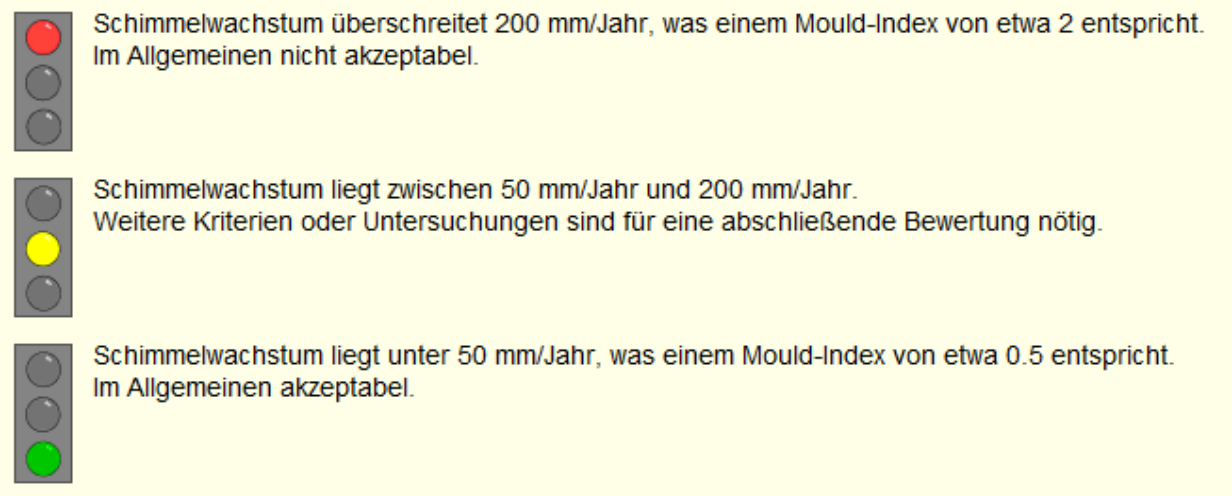 Schimmelwachstum überschreitet 200 mm/Jahr, was einem Mould-Index von etwa 2 entspricht.
Im Allgemeinen nicht akzeptabel.
Schimmelwachstum liegt zwischen 50 mm/Jahr und 200 mm/Jahr.
Weitere Kriterien oder Untersuchungen sind für eine abschließende Bewertung nötig.
Schimmelwachstum liegt unter 50 mm/Jahr, was einem Mould-Index von etwa 0.5 entspricht.
Im Allgemeinen akzeptabel.